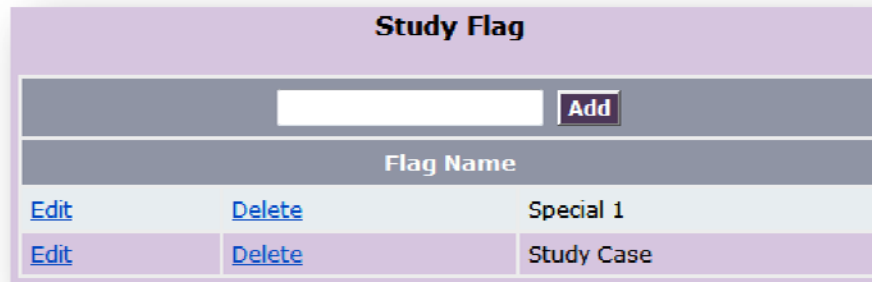 Study Flag
Add
Flag Name
Edit Delete Special 1
Edit Delete Study Case